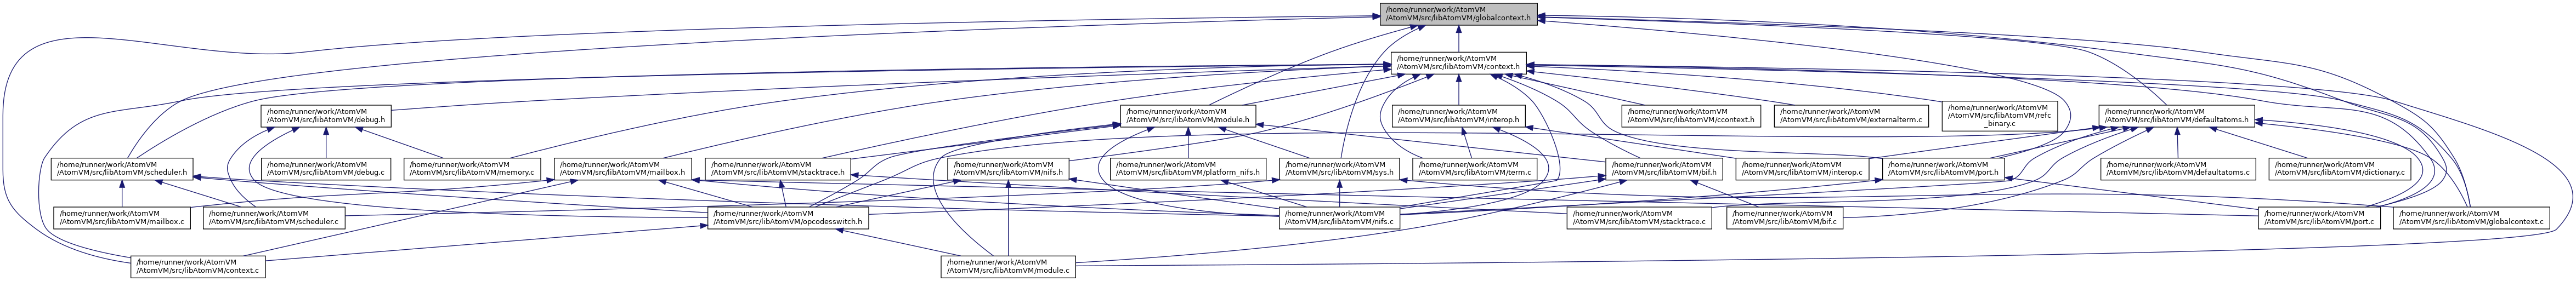 /home/runner/work/AtomVM
/AtomVM/src/libAtomVM/globalcontext.h
/home/runner/work/AtomVM
/AtomVM/src/libAtomVM/context.h
/home/runner/work/AtomVM
/AtomVM/src/libAtomVM/debug.h
/home/runner/work/AtomVM
/AtomVM/src/libAtomVM/module.h
/home/runner/work/AtomVM
/AtomVM/src/libAtomVM/interop.h
/home/runner/work/AtomVM
/AtomVM/src/libAtomVM/ccontext.h
/home/runner/work/AtomVM
/AtomVM/src/libAtomVM/externalterm.c
/home/runner/work/AtomVM
/AtomVM/src/libAtomVM/refc
_binary.c
/home/runner/work/AtomVM
/AtomVM/src/libAtomVM/defaultatoms.h
/home/runner/work/AtomVM
/AtomVM/src/libAtomVM/scheduler.h
/home/runner/work/AtomVM
/AtomVM/src/libAtomVM/debug.c
/home/runner/work/AtomVM
/AtomVM/src/libAtomVM/memory.c
/home/runner/work/AtomVM
/AtomVM/src/libAtomVM/mailbox.h
/home/runner/work/AtomVM
/AtomVM/src/libAtomVM/stacktrace.h
/home/runner/work/AtomVM
/AtomVM/src/libAtomVM/nifs.h
/home/runner/work/AtomVM
/AtomVM/src/libAtomVM/platform_nifs.h
/home/runner/work/AtomVM
/AtomVM/src/libAtomVM/sys.h
/home/runner/work/AtomVM
/AtomVM/src/libAtomVM/term.c
/home/runner/work/AtomVM
/AtomVM/src/libAtomVM/bif.h
/home/runner/work/AtomVM
/AtomVM/src/libAtomVM/interop.c
/home/runner/work/AtomVM
/AtomVM/src/libAtomVM/port.h
/home/runner/work/AtomVM
/AtomVM/src/libAtomVM/defaultatoms.c
/home/runner/work/AtomVM
/AtomVM/src/libAtomVM/dictionary.c
/home/runner/work/AtomVM
/AtomVM/src/libAtomVM/mailbox.c
/home/runner/work/AtomVM
/AtomVM/src/libAtomVM/scheduler.c
/home/runner/work/AtomVM
/AtomVM/src/libAtomVM/opcodesswitch.h
/home/runner/work/AtomVM
/AtomVM/src/libAtomVM/nifs.c
/home/runner/work/AtomVM
/AtomVM/src/libAtomVM/stacktrace.c
/home/runner/work/AtomVM
/AtomVM/src/libAtomVM/bif.c
/home/runner/work/AtomVM
/AtomVM/src/libAtomVM/port.c
/home/runner/work/AtomVM
/AtomVM/src/libAtomVM/globalcontext.c
/home/runner/work/AtomVM
/AtomVM/src/libAtomVM/context.c
/home/runner/work/AtomVM
/AtomVM/src/libAtomVM/module.c